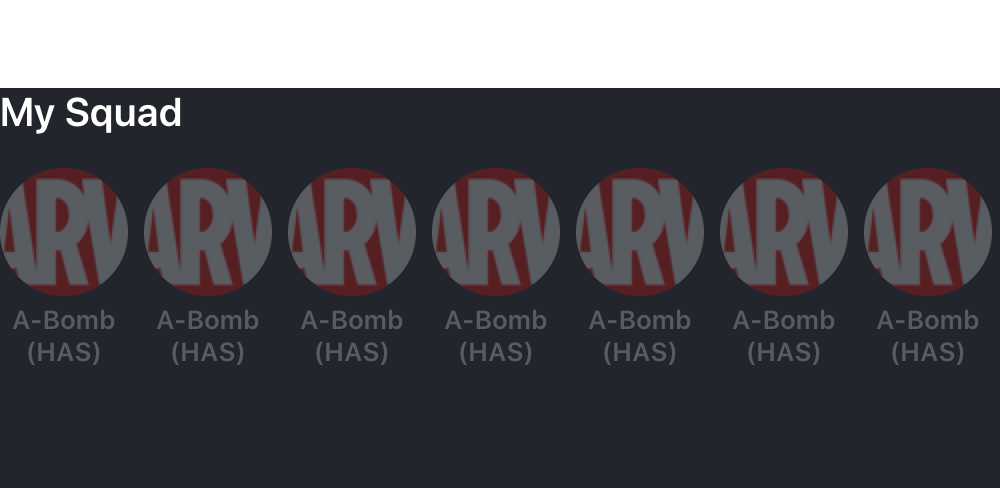 My Squad
ARV ARV ARV ARV ARV ARV ARV
A-Bomb A-Bomb A-Bomb A-Bomb A-Bomb A-Bomb A-Bomb
(HAS) (HAS) (HAS) (HAS) (HAS) (HAS) (HAS)